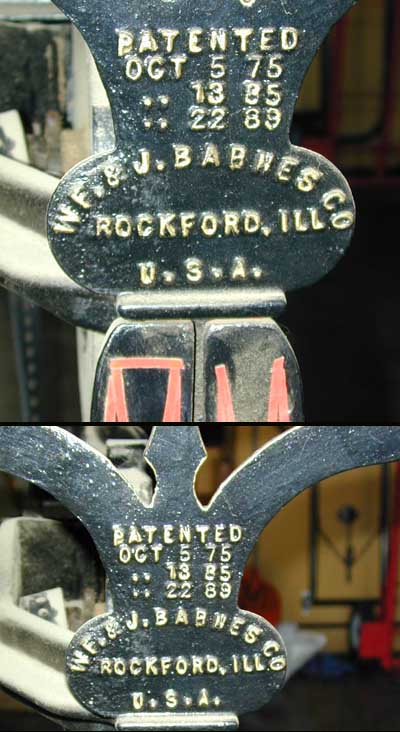 PATENTED
OCT 5 75
" 13 85
" 22 89
W.F. & J. BARNES CO
ROCKFORD, ILL
U.S.A.
PATENTED
OCT 5 75
" 13 85
" 22 89
W.F. & J. BARNES CO
ROCKFORD, ILL
U.S.A.